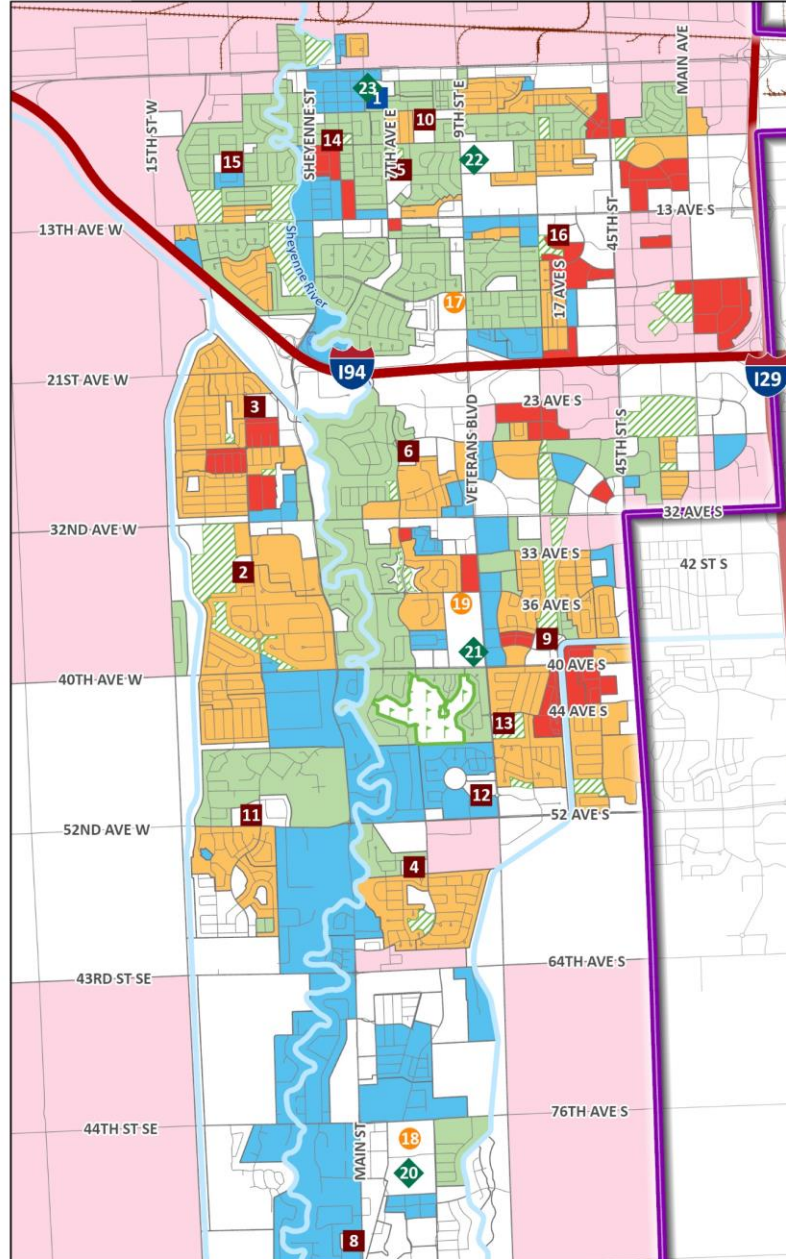 MAIN AVE
9TH ST E
7TH AVE E
SHEYENNE ST
15TH ST W
23
1
10
14
15
5
22
45TH ST
13 AVE S
13TH AVE W
16
17 AVE S
Sheyenne River
17
I94
I29
21ST AVE W
3
23 AVE S
VETERANS BLVD
45TH ST S
6
32 AVE S
32ND AVE W
33 AVE S
42 ST S
2
36 AVE S
19
9
21
40 AVE S
40TH AVE W
44 AVE S
13
12
11
52 AVE S
52ND AVE W
4
64TH AVE S
43RD ST SE
76TH AVE S
44TH ST SE
18
MAIN ST
20
8